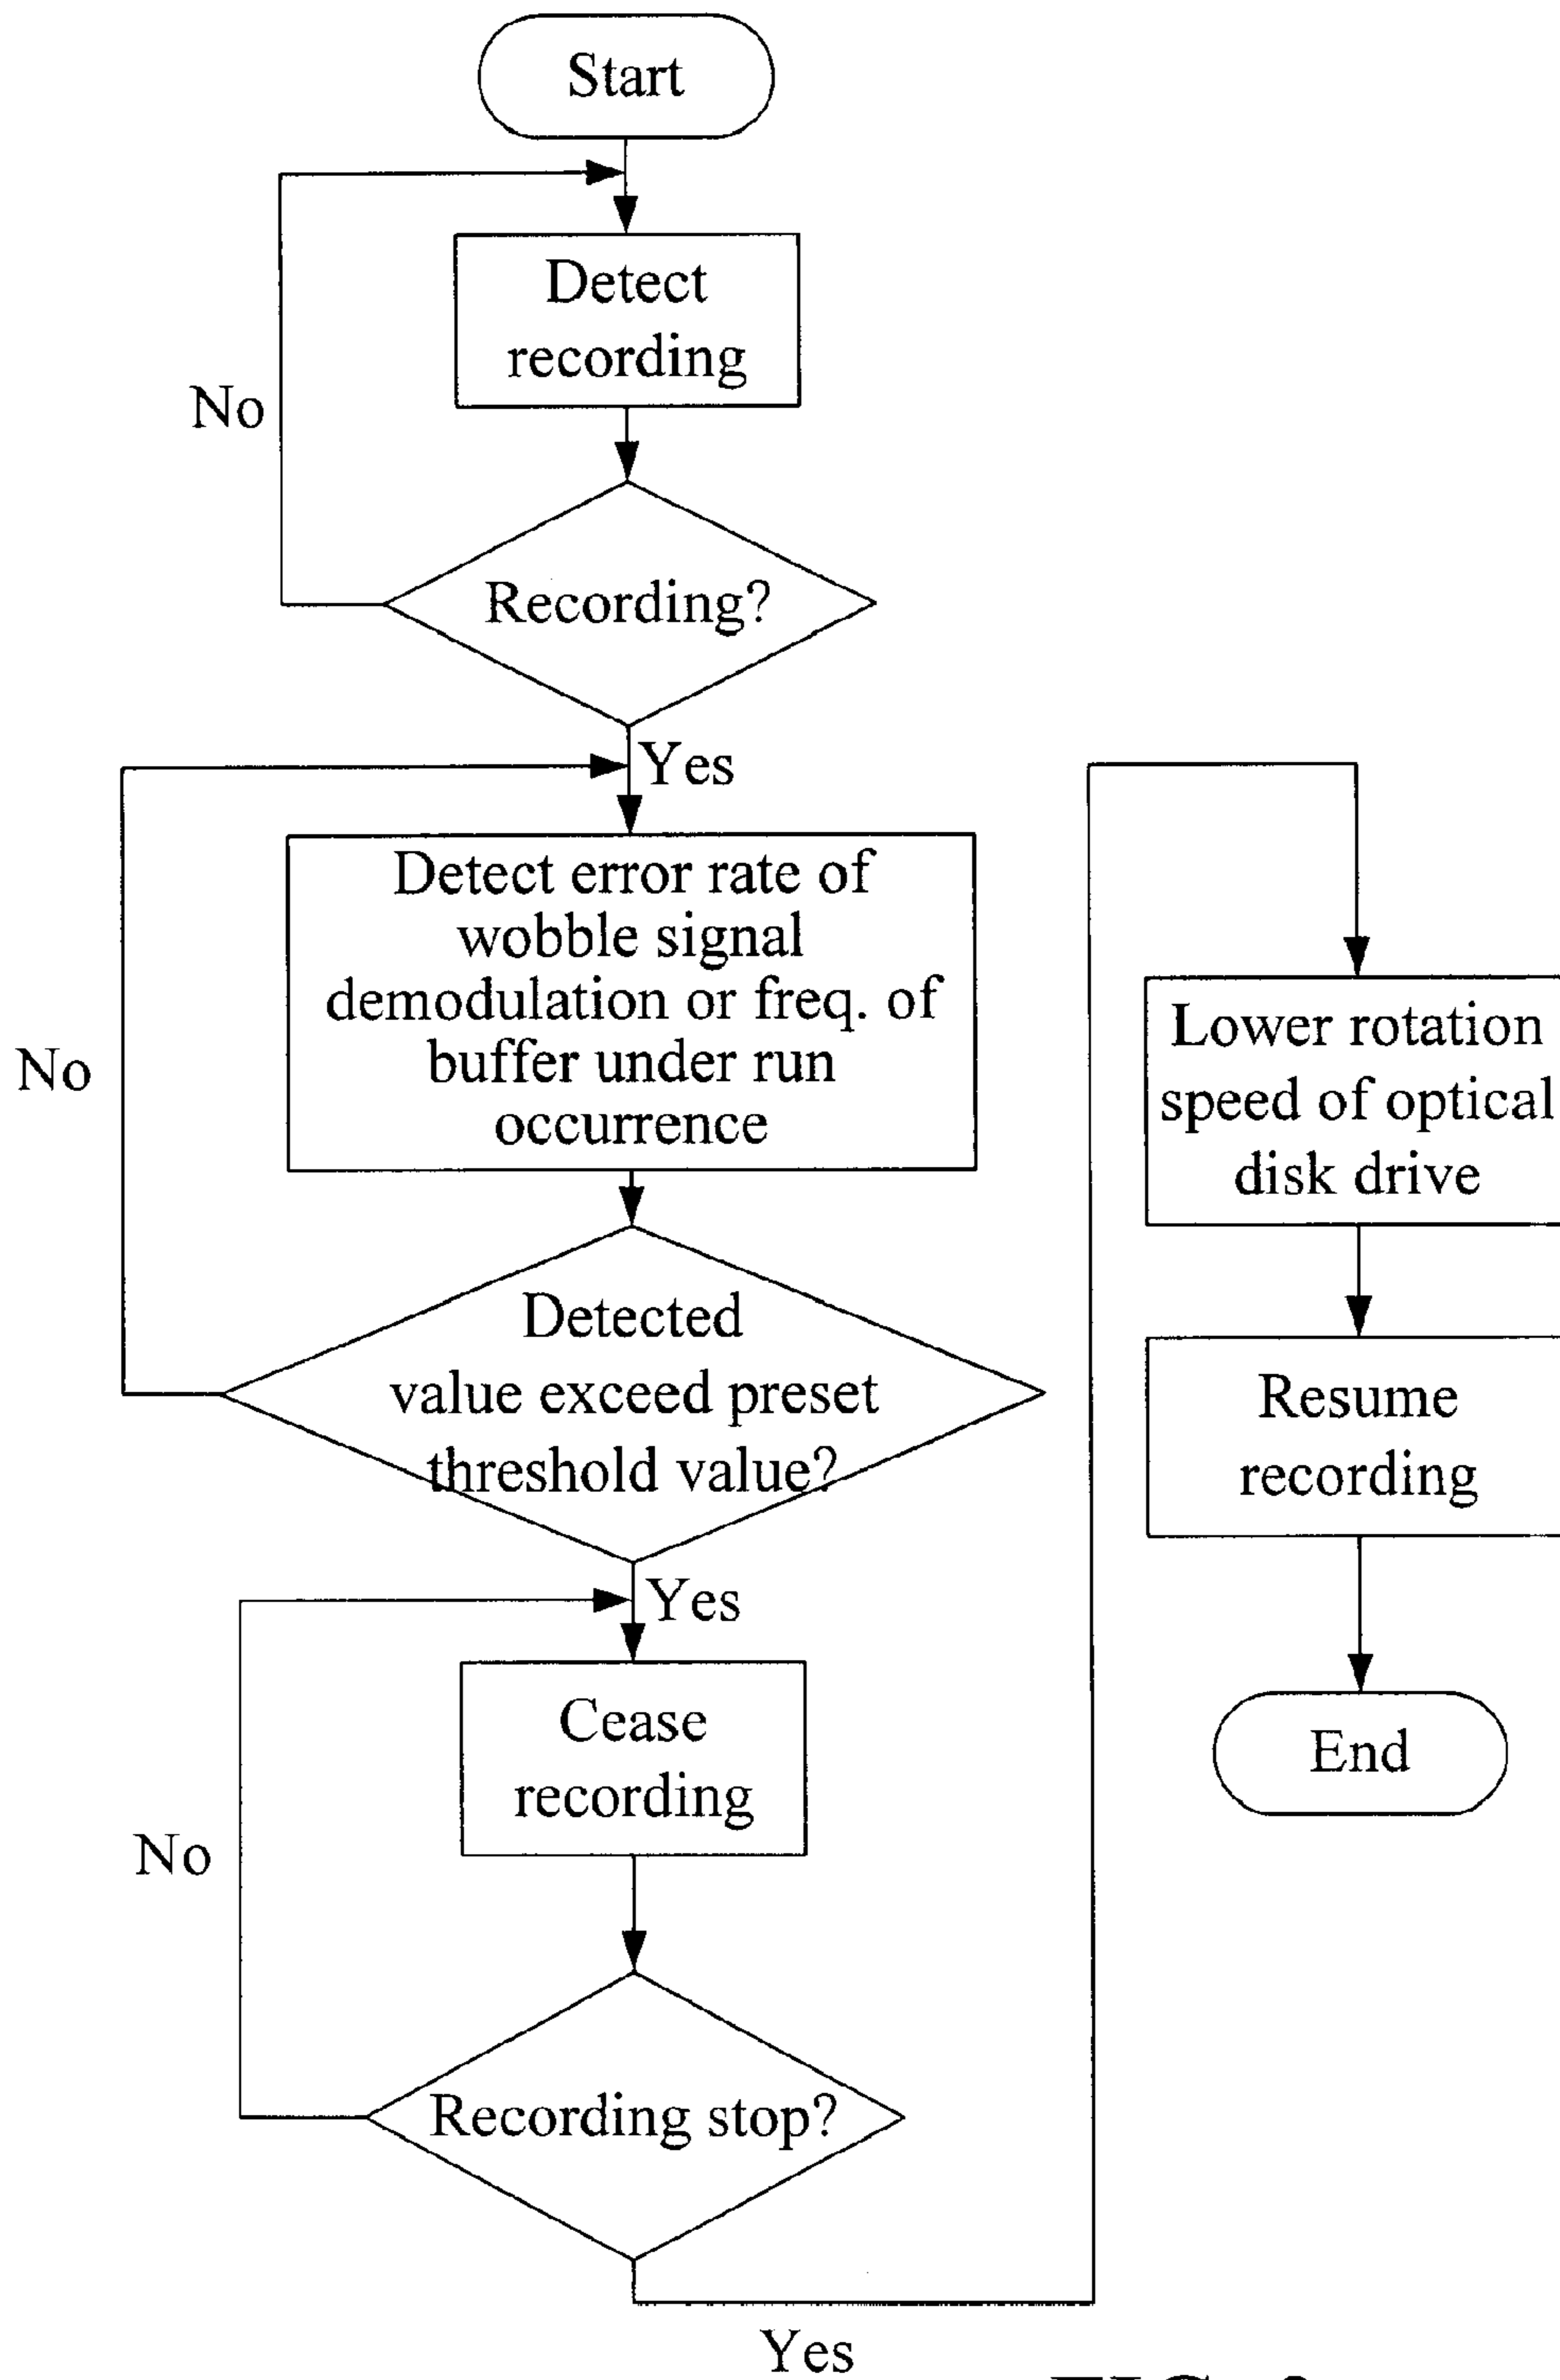 Start
Detect
recording
No
Recording?
Yes
Detect error rate of
wobble signal
demodulation or freq. of
buffer under run
occurrence
No
Detected
value exceed preset
threshold value?
Yes
Cease
recording
No
Recording stop?
Yes
Lower rotation
speed of optical
disk drive
Resume
recording
End